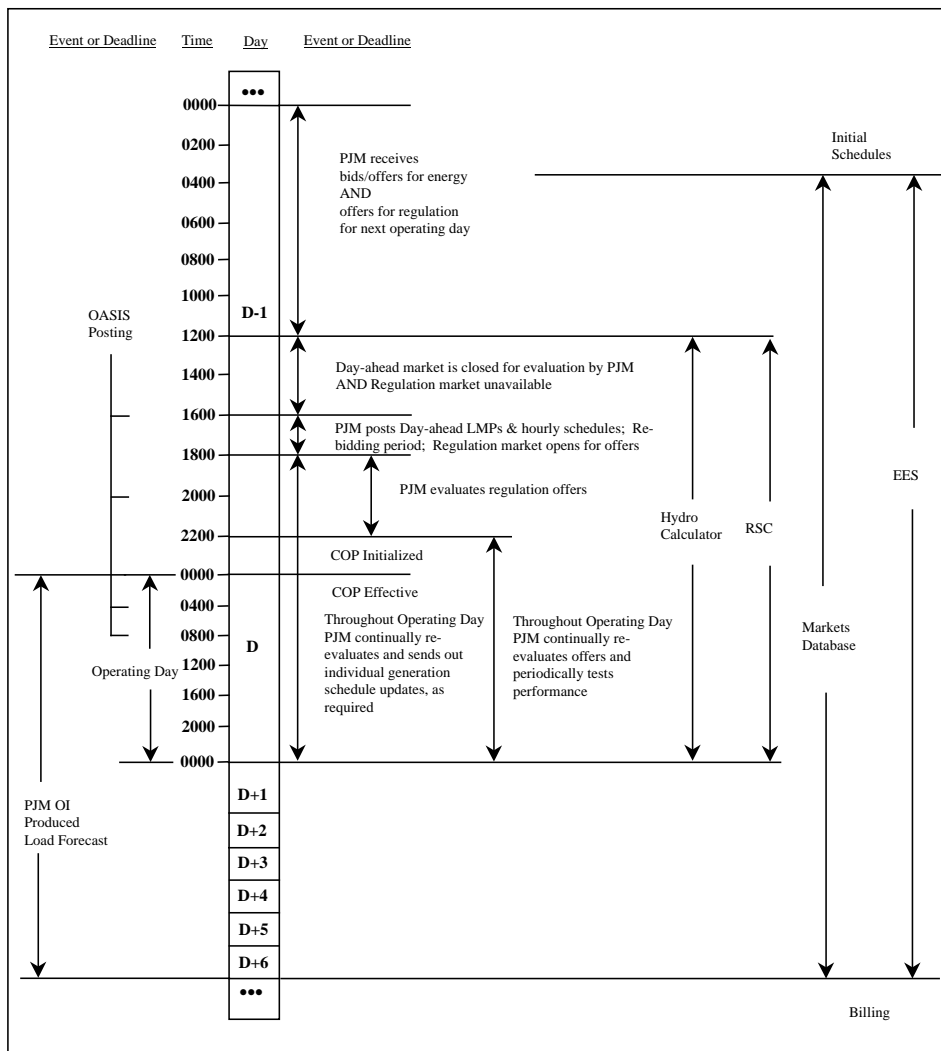 Event or Deadline Time Day Event or Deadline
•••
0000
0200
0400
0600
0800
1000
1200
1400
1600
1800
2000
2200
0000
0400
0800
1200
1600
2000
0000
D-1
D
D+1
D+2
D+3
D+4
D+5
D+6
•••
PJM receives
bids/offers for energy
AND
offers for regulation
for next operating day
Initial
Schedules
OASIS
Posting
Day-ahead market is closed for evaluation by PJM
AND Regulation market unavailable
PJM posts Day-ahead LMPs & hourly schedules; Re-
bidding period; Regulation market opens for offers
PJM evaluates regulation offers
COP Initialized
COP Effective
Throughout Operating Day
PJM continually re-
evaluates and sends out
individual generation
schedule updates, as
required
Throughout Operating Day
PJM continually re-
evaluates offers and
periodically tests
performance
Hydro
Calculator
RSC
EES
Markets
Database
Operating Day
PJM OI
Produced
Load Forecast
Billing